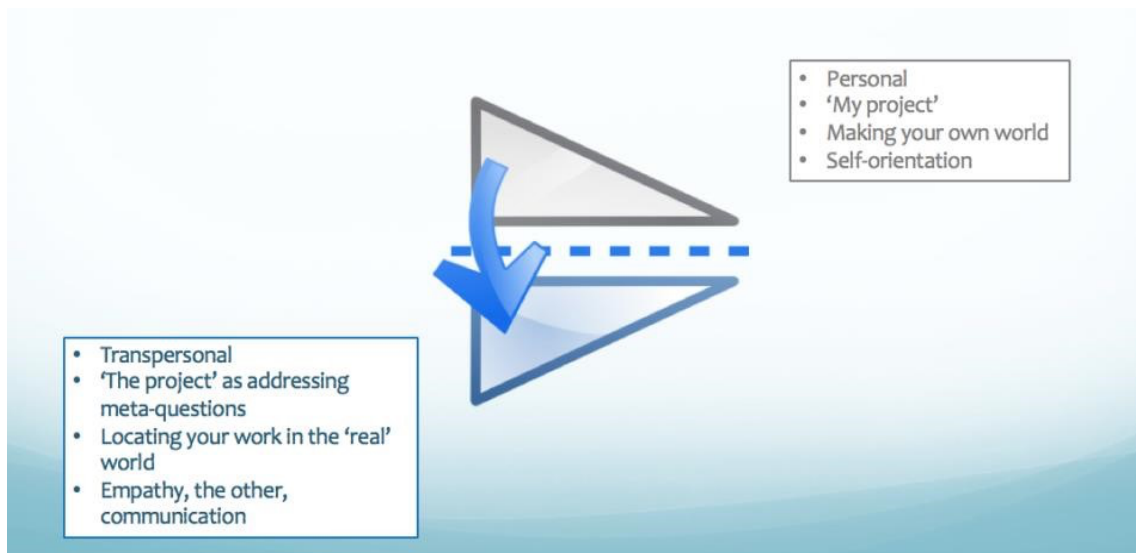 • Personal
• ‘My project’
• Making your own world
• Self-orientation
• Transpersonal
• ‘The project’ as addressing
meta-questions
• Locating your work in the ‘real’
world
• Empathy, the other,
communication